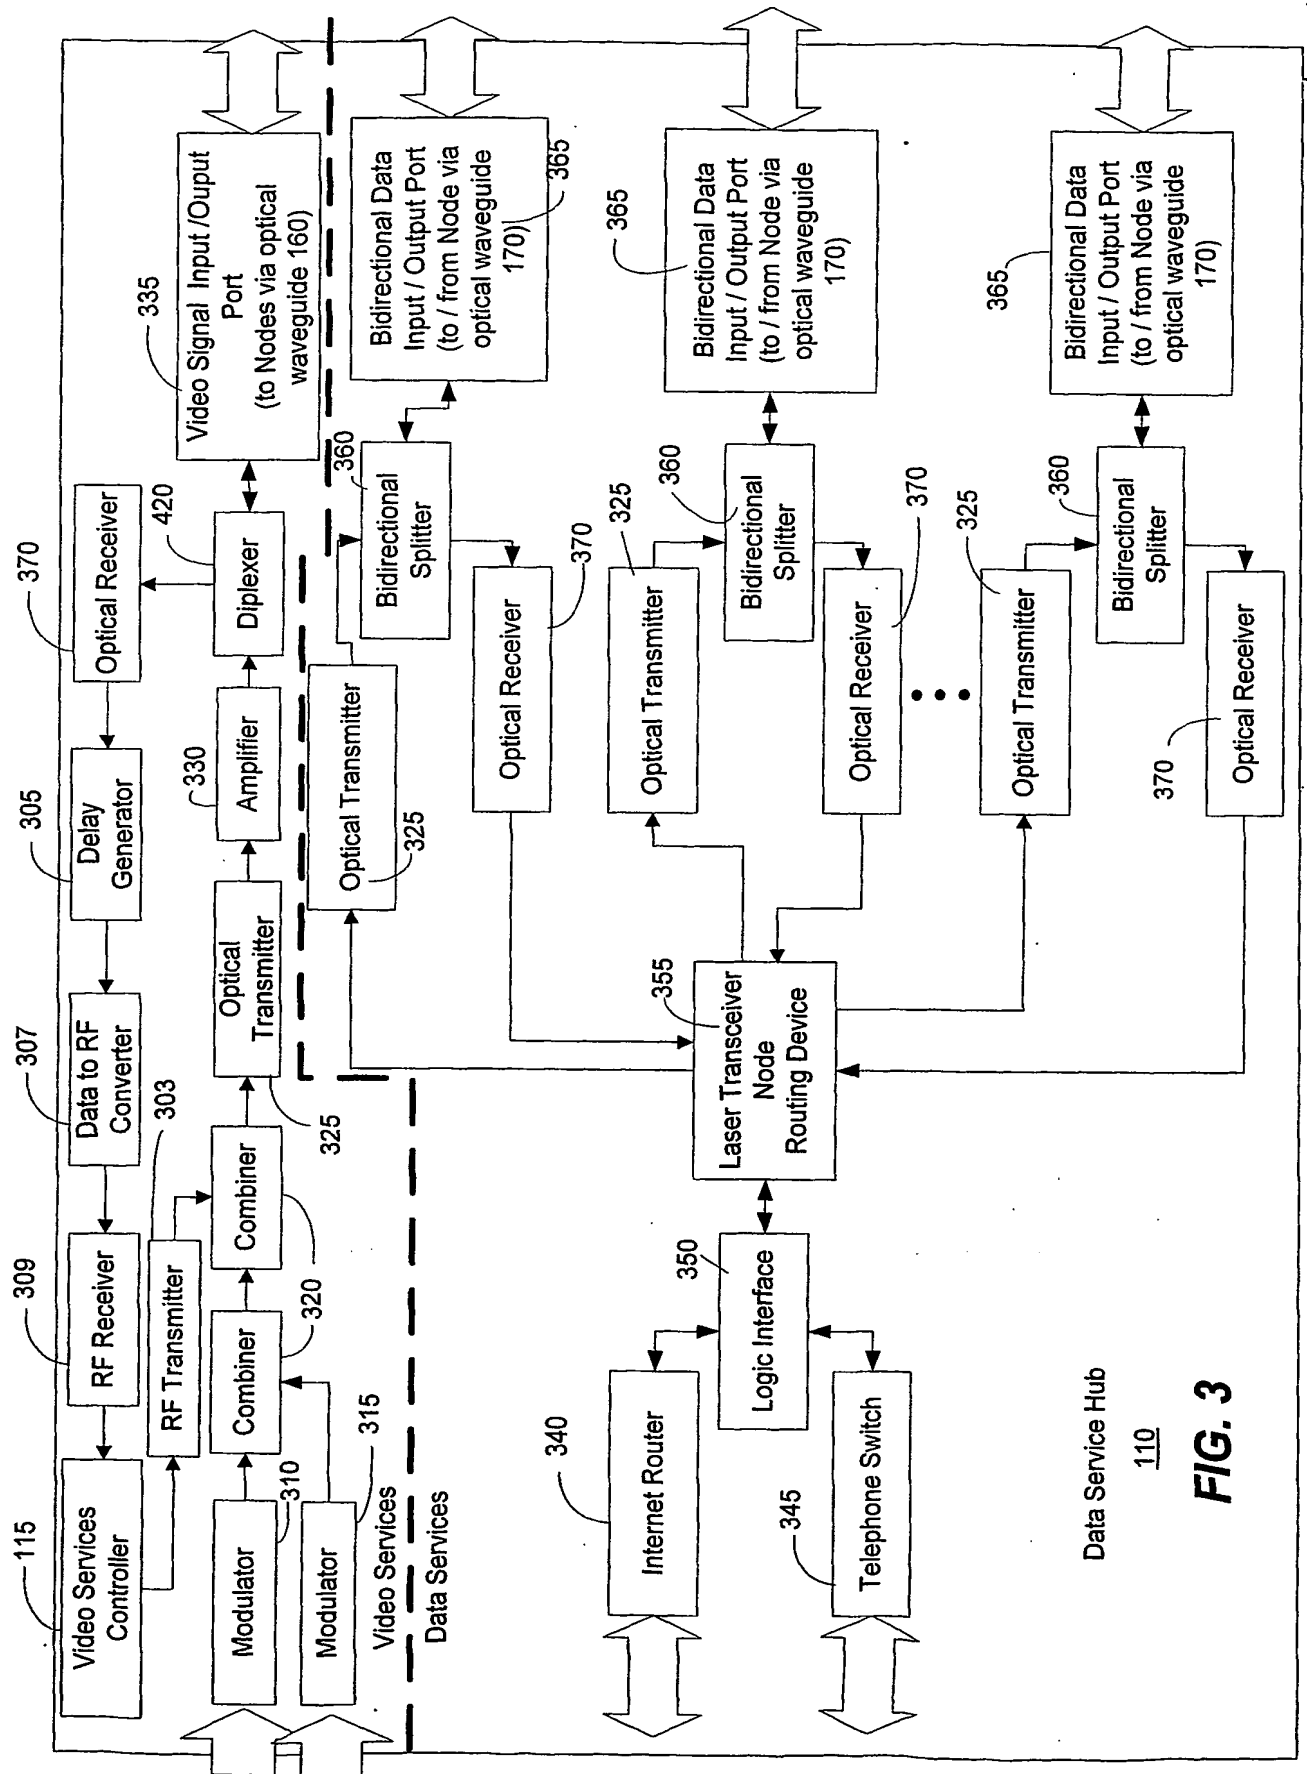 115
Video Services
Controller
309
RF Receiver
307
Data to RF
Converter
305
Delay
Generator
370
Optical Receiver
RF Transmitter
303
Modulator
310
Combiner
320
Combiner
Optical
Transmitter
325
330
Amplifier
420
Diplexer
335
Video Signal Input /Ouput
Port
(to Nodes via optical
waveguide 160)
Modulator
315
Video Services
Data Services
Optical Transmitter
325
360
Bidirectional
Splitter
Bidirectional Data
Input / Output Port
(to / from Node via
optical waveguide
170)
365
Optical Receiver
370
340
Internet Router
350
Logic Interface
355
Laser Transceiver
Node
Routing Device
325
Optical Transmitter
360
Bidirectional
Splitter
365
Bidirectional Data
Input / Output Port
(to / from Node via
optical waveguide
170)
Optical Receiver
370
345
Telephone Switch
325
Optical Transmitter
360
Bidirectional
Splitter
365
Bidirectional Data
Input / Output Port
(to / from Node via
optical waveguide
170)
370
Optical Receiver
Data Service Hub
110
FIG. 3